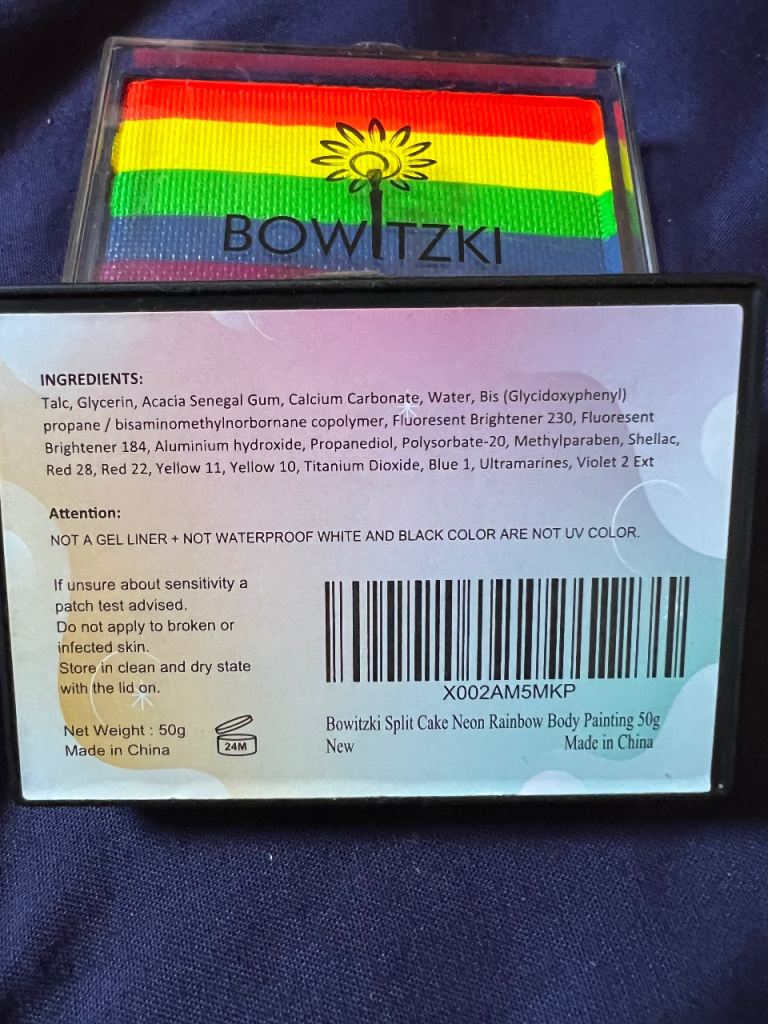 BOWITZKI
INGREDIENTS:
Talc, Glycerin, Acacia Senegal Gum, Calcium Carbonate, Water, Bis (Glycidoxyphenyl)
propane / bisaminomethylnorbornane copolymer, Fluoresent Brightener 230, Fluoresent
Brightener 184, Aluminium hydroxide, Propanediol, Polysorbate-20, Methylparaben, Shellac,
Red 28, Red 22, Yellow 11, Yellow 10, Titanium Dioxide, Blue 1, Ultramarines, Violet 2 Ext
Attention:
NOT A GEL LINER + NOT WATERPROOF WHITE AND BLACK COLOR ARE NOT UV COLOR.
If unsure about sensitivity a
patch test advised.
Do not apply to broken or
infected skin.
Store in clean and dry state
with the lid on.
Net Weight : 50g
Made in China
24M
X002AM5MKP
Bowitzki Split Cake Neon Rainbow Body Painting 50g
New
Made in China